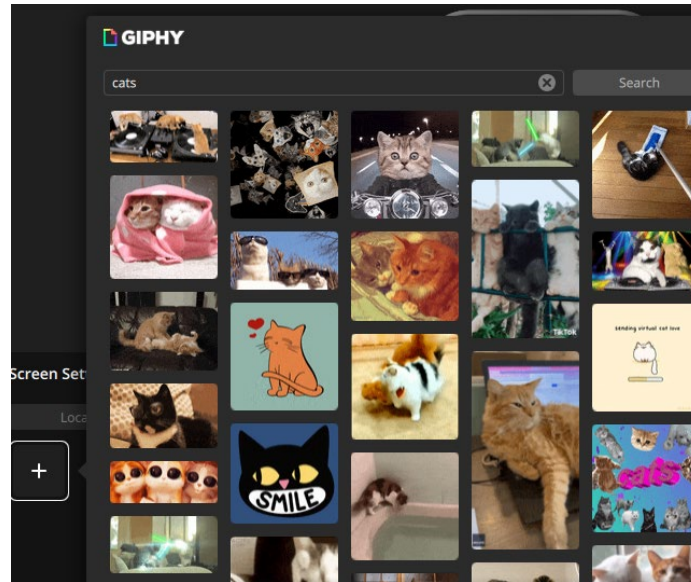 GIPHY
cats
Search
TikTok
sending virtual cat love
Screen Set
Loca
+
SMILE
cats